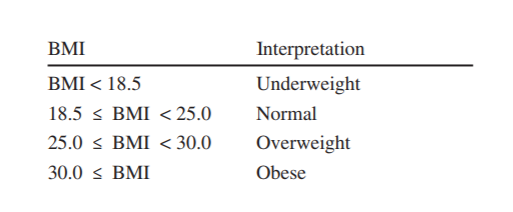 BMI Interpretation
BMI < 18.5 Underweight
18.5 ≤ BMI < 25.0 Normal
25.0 ≤ BMI < 30.0 Overweight
30.0 ≤ BMI Obese